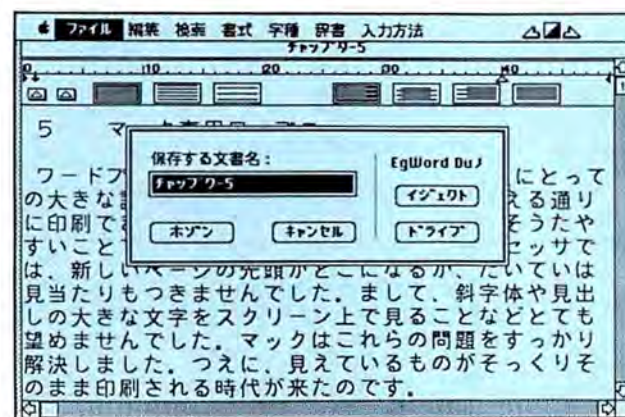 ファイル 編集 検索 書式 字種 辞書 入力方法
チャップタ-5
0 10 20 30 40
5
保存する文書名：
EgWord Du
チャップタ-5
イジェクト
ホゾン キャンセル ドライブ
ワードプ にとって
の大きな える通り
に印刷で そうたや
すいこと セッサで
は，新しいページの先頭がどこになるか，たいていは
見当たりもつきませんでした．まして，斜字体や見出
しの大きな文字をスクリーン上で見ることなどとても
望めませんでした．マックはこれらの問題をすっかり
解決しました．つえに，見えているものがそっくりそ
のまま印刷される時代が来たのです．